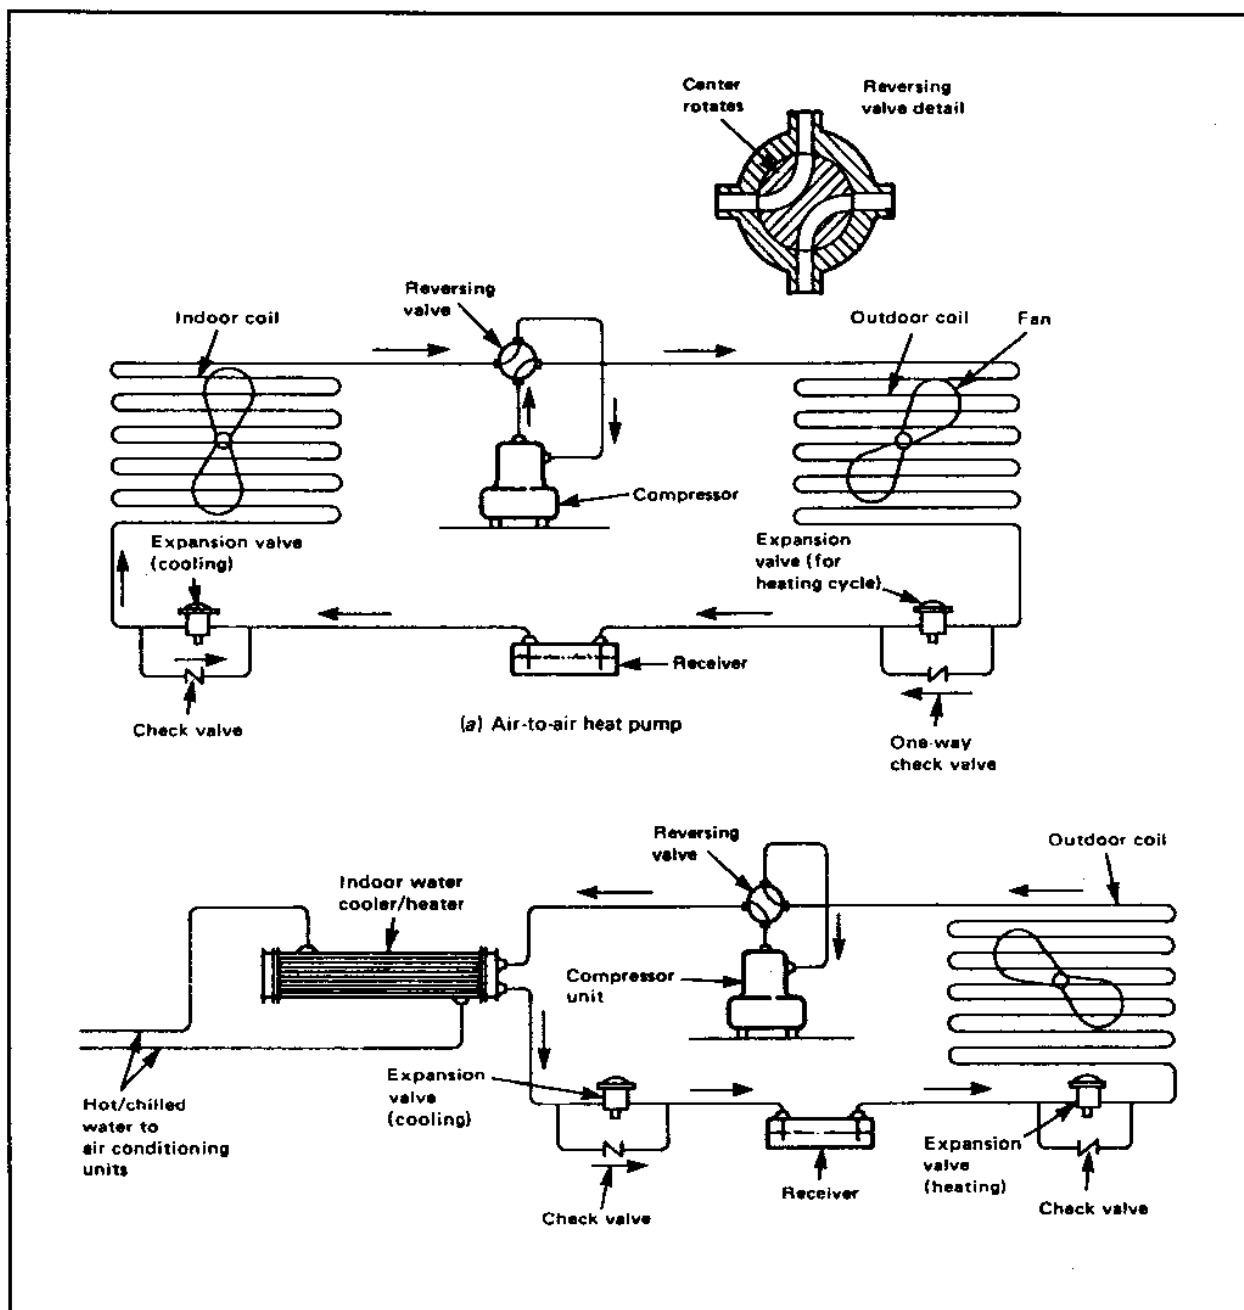 Center
rotates
Reversing
valve detail
Reversing
valve
Indoor coil
Outdoor coil
Fan
Compressor
Expansion valve
(cooling)
Expansion
valve (for
heating cycle)
Receiver
Check valve
(a) Air-to-air heat pump
One-way
check valve
Reversing
valve
Outdoor coil
Indoor water
cooler/heater
Compressor
unit
Expansion
valve
(cooling)
Hot/chilled
water to
air conditioning
units
Expansion
valve
(heating)
Receiver
Check valve
Check valve